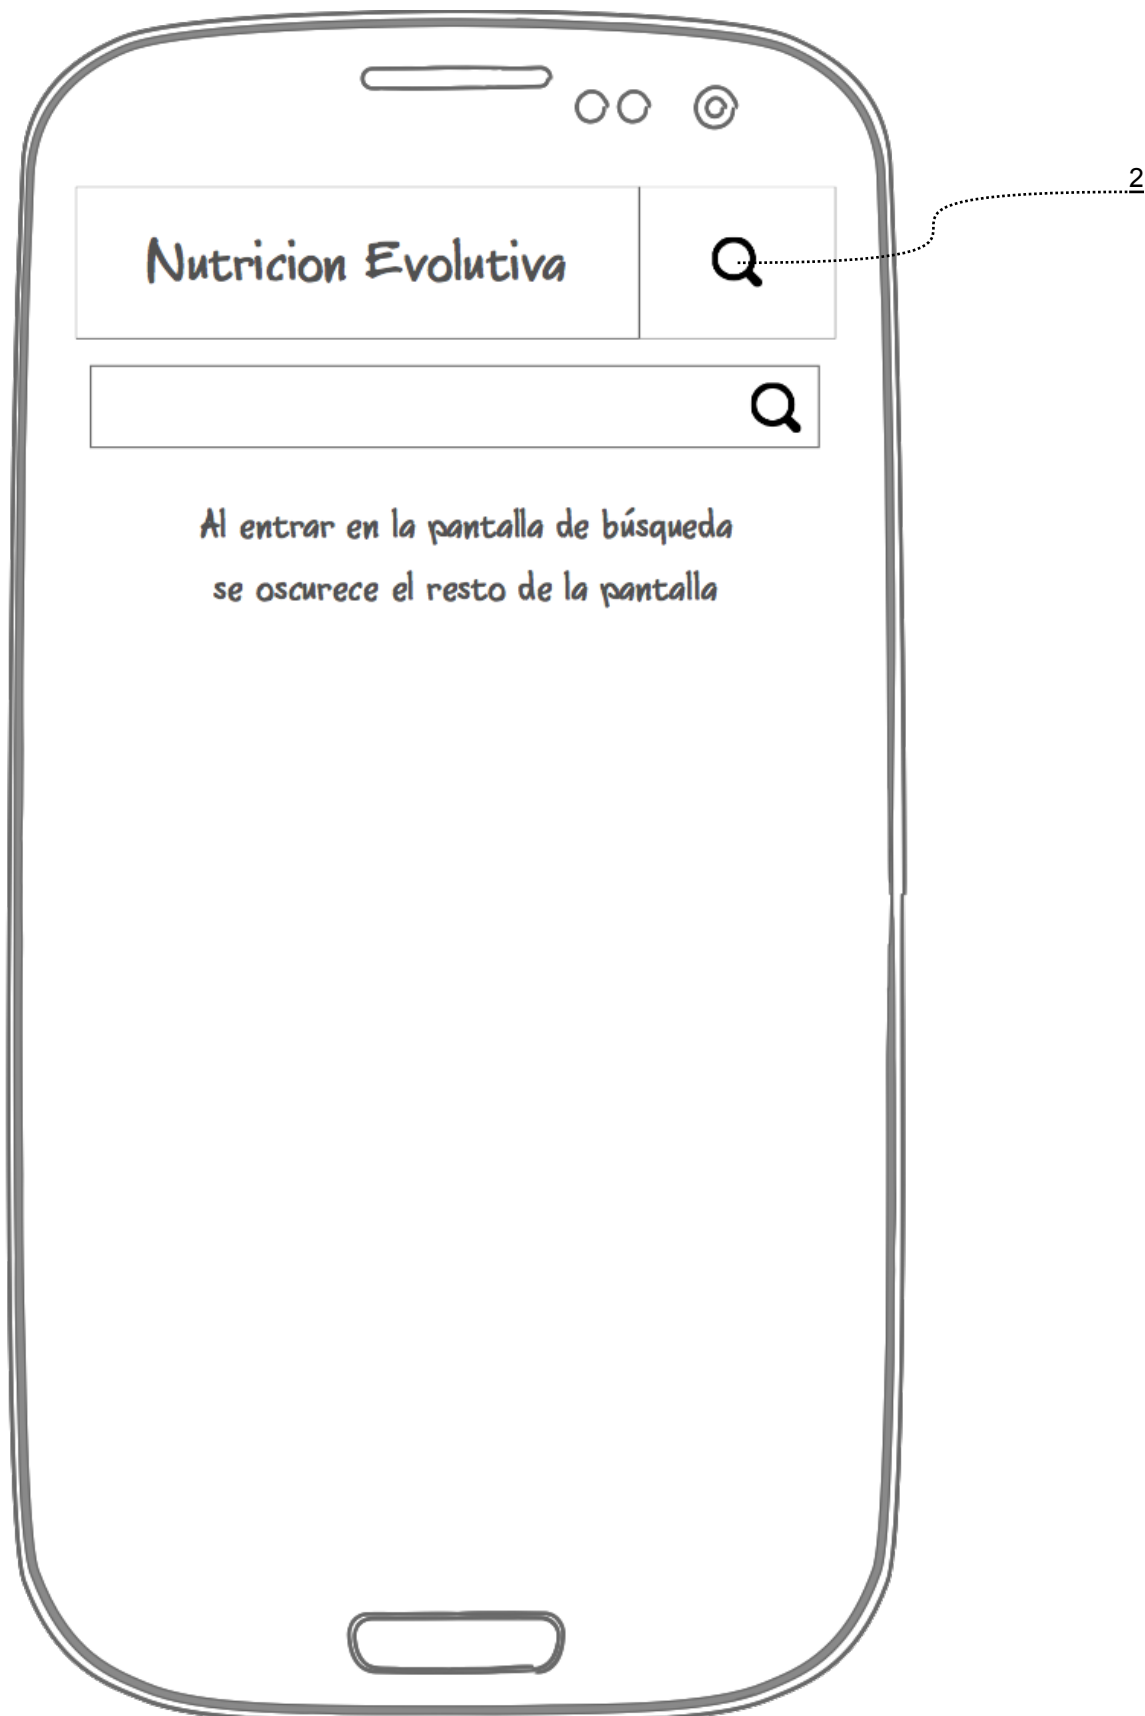 2
Nutricion Evolutiva
Al entrar en la pantalla de búsqueda
se oscurece el resto de la pantalla